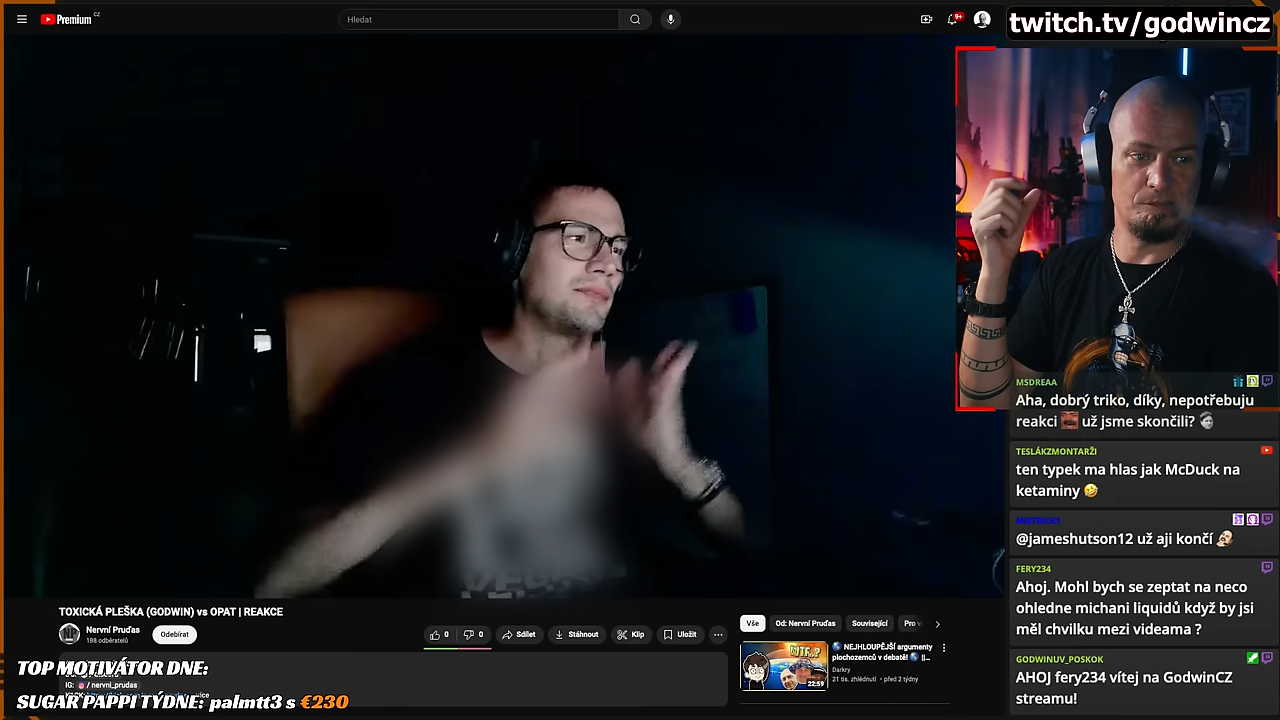 Premium CZ
Hledat
9+
twitch.tv/godwincz
TOXICKÁ PLEŠKA (GODWIN) vs OPAT | REAKCE
Nervní Pruďas
188 odběratelů
Odebírat
0
0
Sdílet
Stáhnout
Klip
Uložit
IG:
/ nervni_prudas
TOP MOTIVÁTOR DNE:
SUGAR PAPPI TÝDNE: palmtt3 s €230
Vše
Od: Nervní Pruďas
Související
Pro
22:59
🌎 NEJHLOUPĚJŠÍ argumenty
plochozemců v debatě! 🌎 ||...
Darkry
21 tis. zhlédnutí • před 2 týdny
MSDREAA
Aha, dobrý triko, díky, nepotřebuju
reakci už jsme skončili?
TESLÁKZMONTARŽI
ten typek ma hlas jak McDuck na
ketaminy 🤣
@jameshutson12 už aji končí
FERY234
Ahoj. Mohl bych se zeptat na neco
ohledne michani liquidů když by jsi
měl chvilku mezi videama ?
GODWINUV_POSKOK
AHOJ fery234 vítej na GodwinCZ
streamu!